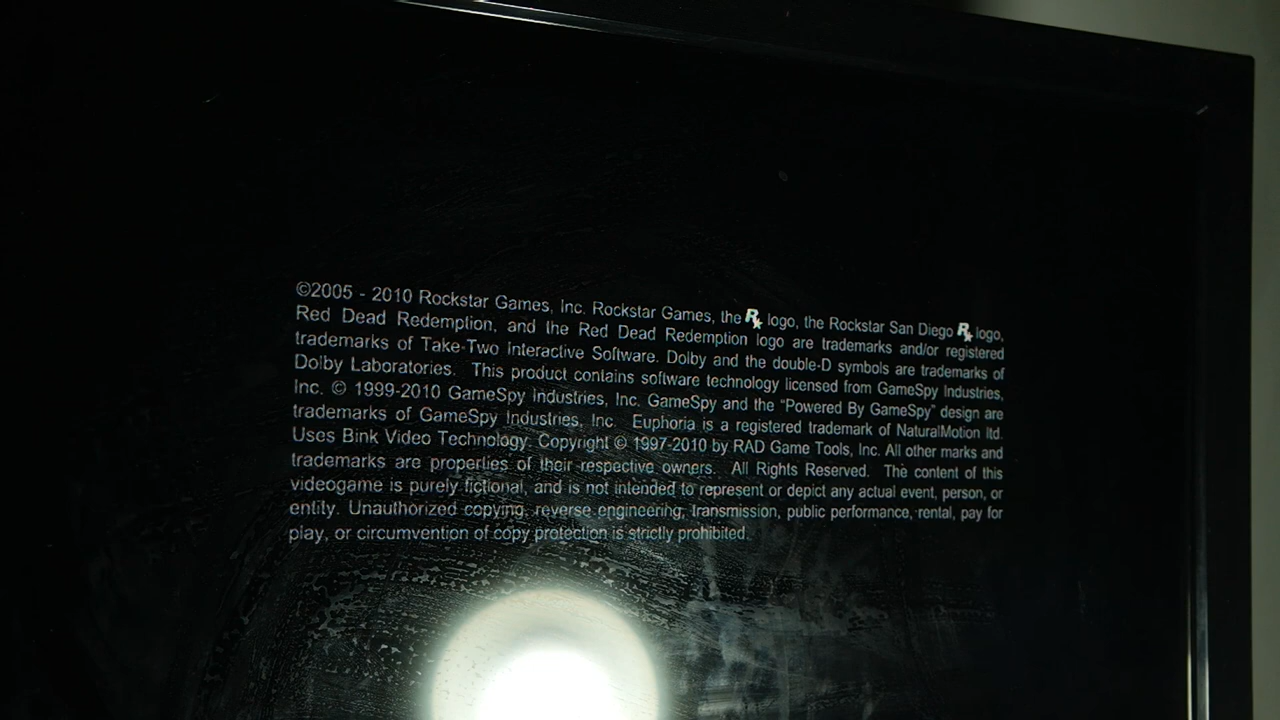 ©2005 - 2010 Rockstar Games, Inc. Rockstar Games, the R★ logo, the Rockstar San Diego R★ logo,
Red Dead Redemption, and the Red Dead Redemption logo are trademarks and/or registered
trademarks of Take-Two Interactive Software. Dolby and the double-D symbols are trademarks of
Dolby Laboratories. This product contains software technology licensed from GameSpy Industries,
Inc. © 1999-2010 GameSpy Industries, Inc. GameSpy and the "Powered By GameSpy" design are
trademarks of GameSpy Industries, Inc. Euphoria is a registered trademark of NaturalMotion ltd.
Uses Bink Video Technology. Copyright © 1997-2010 by RAD Game Tools, Inc. All other marks and
trademarks are properties of their respective owners. All Rights Reserved. The content of this
videogame is purely fictional, and is not intended to represent or depict any actual event, person, or
entity. Unauthorized copying, reverse engineering, transmission, public performance, rental, pay for
play, or circumvention of copy protection is strictly prohibited.